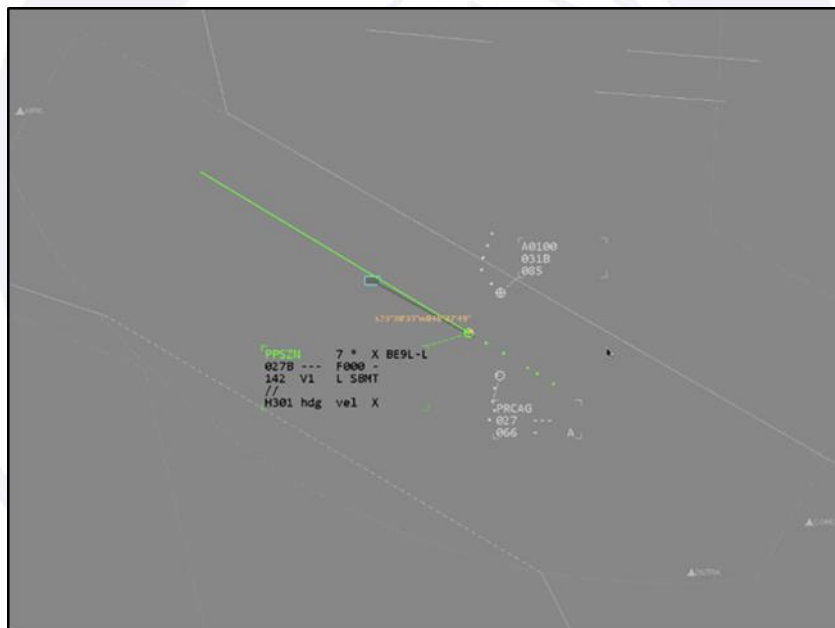 A0100
031B
085
PPSZN 7 * X BE9L-L
027B --- F000 -
142 V1 L SBMT
//
H301 hdg vel X
PRCAG
027 ---
066 - A